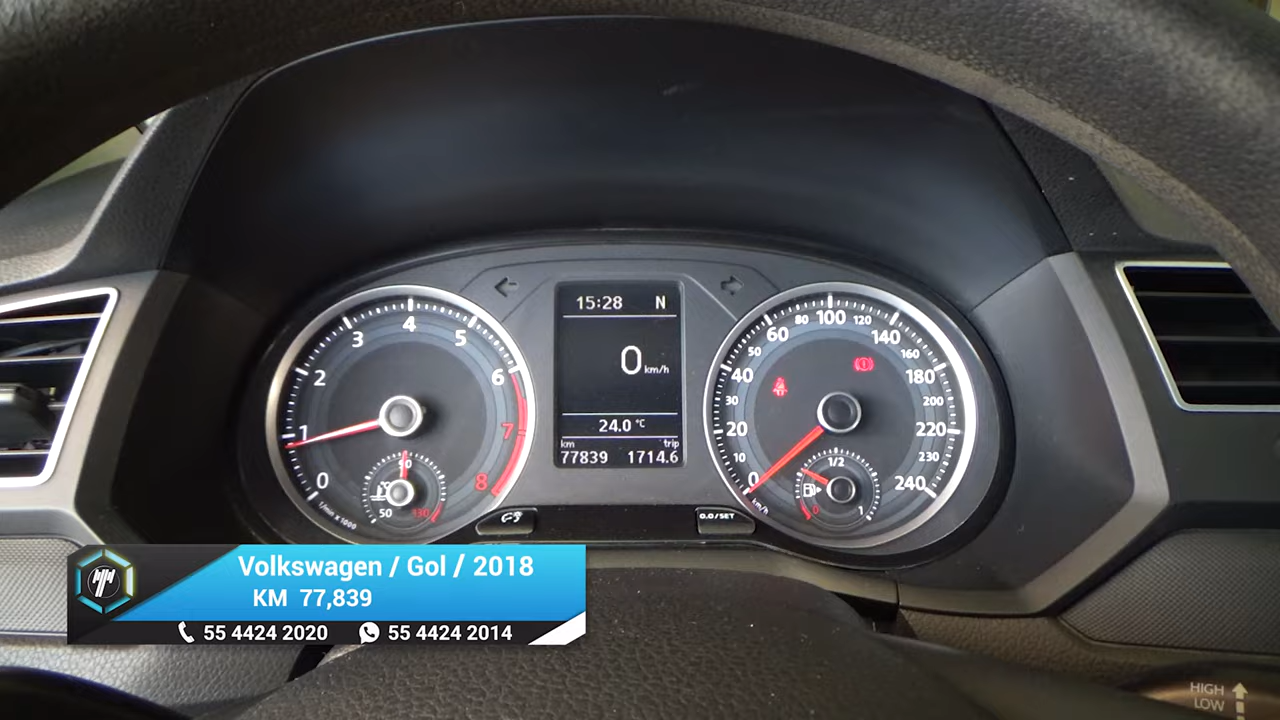 15:28 N
0 km/h
24.0 °C
km trip
77839 1714.6
0 1 2 3 4 5 6 7 8
1/min x 1000
50 90 130
0 10 20 30 40 50 60 80 100 120 140 160 180 200 220 230 240
km/h
0 1/2 1
0.0/SET
Volkswagen / Gol / 2018
KM 77,839
55 4424 2020 55 4424 2014
HIGH
LOW